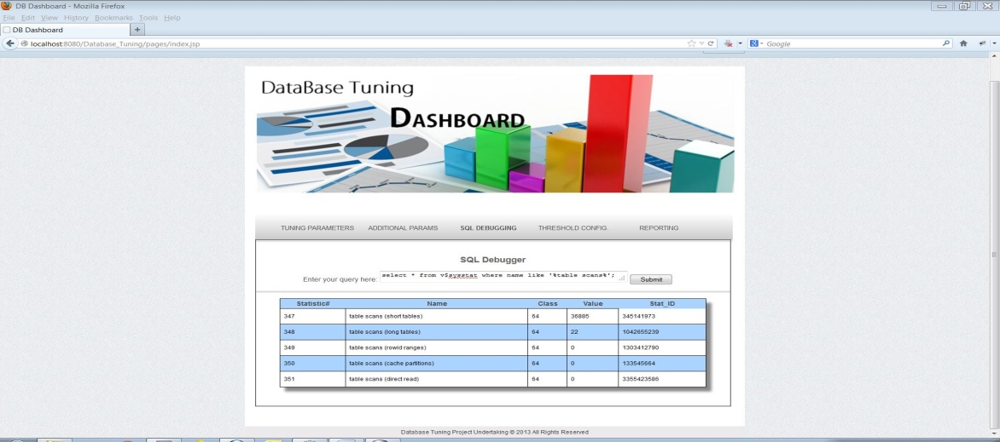 DB Dashboard - Mozilla Firefox
File Edit View History Bookmarks Tools Help
DB Dashboard +
localhost:8080/Database_Tuning/pages/index.jsp
Google
DataBase Tuning
DASHBOARD
TUNING PARAMETERS ADDITIONAL PARAMS SQL DEBUGGING THRESHOLD CONFIG. REPORTING
SQL Debugger
Enter your query here: select * from v$sysstat where name like '%table scans%'; Submit
Statistic# Name Class Value Stat_ID
347 table scans (short tables) 64 36885 345141973
348 table scans (long tables) 64 22 1042655239
349 table scans (rowid ranges) 64 0 1303412790
350 table scans (cache partitions) 64 0 133545664
351 table scans (direct read) 64 0 3355423586
Database Tuning Project Undertaking © 2013 All Rights Reserved